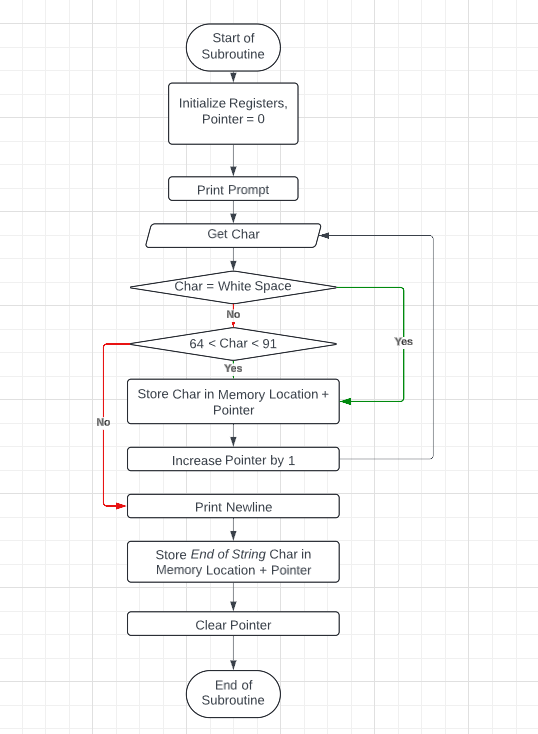 Start of
Subroutine
Initialize Registers,
Pointer = 0
Print Prompt
Get Char
Char = White Space
No
Yes
64 < Char < 91
Yes
Store Char in Memory Location +
Pointer
No
Increase Pointer by 1
Print Newline
Store End of String Char in
Memory Location + Pointer
Clear Pointer
End of
Subroutine